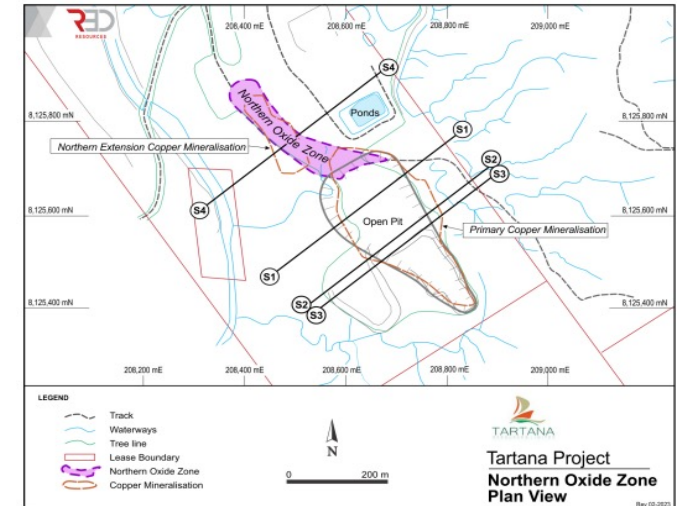 RED
RESOURCES
208,400 mE
208,600 mE
208,800 mE
209,000 mE
S4
Ponds
8,125,800 mN
8,125,800 mN
Northern Oxide Zone
S1
Northern Extension Copper Mineralisation
S2
S3
S4
8,125,600 mN
Open Pit
8,125,600 mN
Primary Copper Mineralisation
S1
8,125,400 mN
S2
S3
8,125,400 mN
208,200 mE
208,400 mE
208,600 mE
208,800 mE
209,000 mE
LEGEND
Track
Waterways
Tree line
Lease Boundary
Northern Oxide Zone
Copper Mineralisation
N
0
200 m
TARTANA
Tartana Project
Northern Oxide Zone
Plan View